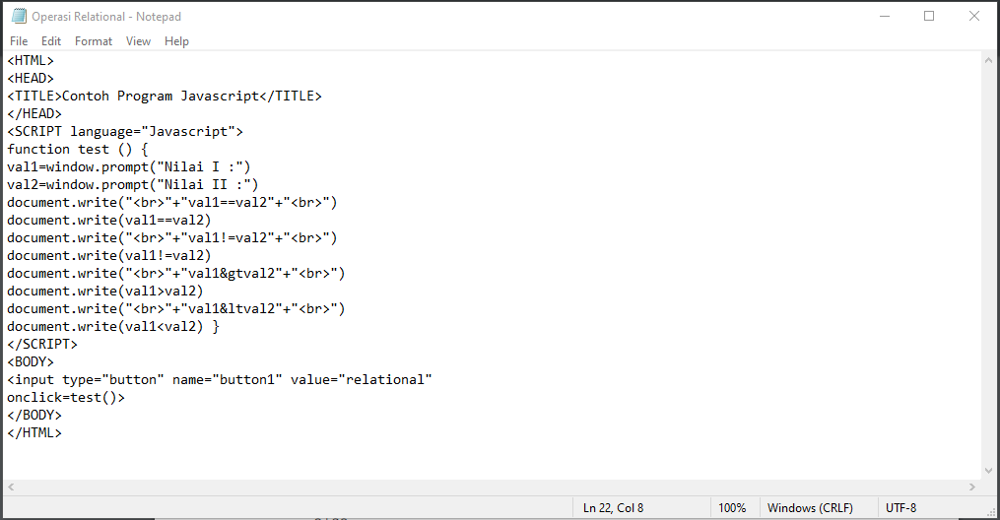 Operasi Relational - Notepad
File Edit Format View Help
<HTML>
<HEAD>
<TITLE>Contoh Program Javascript</TITLE>
</HEAD>
<SCRIPT language="Javascript">
function test () {
val1=window.prompt("Nilai I :")
val2=window.prompt("Nilai II :")
document.write("<br>"+"val1==val2"+"<br>")
document.write(val1==val2)
document.write("<br>"+"val1!=val2"+"<br>")
document.write(val1!=val2)
document.write("<br>"+"val1&gtval2"+"<br>")
document.write(val1>val2)
document.write("<br>"+"val1&ltval2"+"<br>")
document.write(val1<val2) }
</SCRIPT>
<BODY>
<input type="button" name="button1" value="relational"
onclick=test()>
</BODY>
</HTML>
Ln 22, Col 8 100% Windows (CRLF) UTF-8